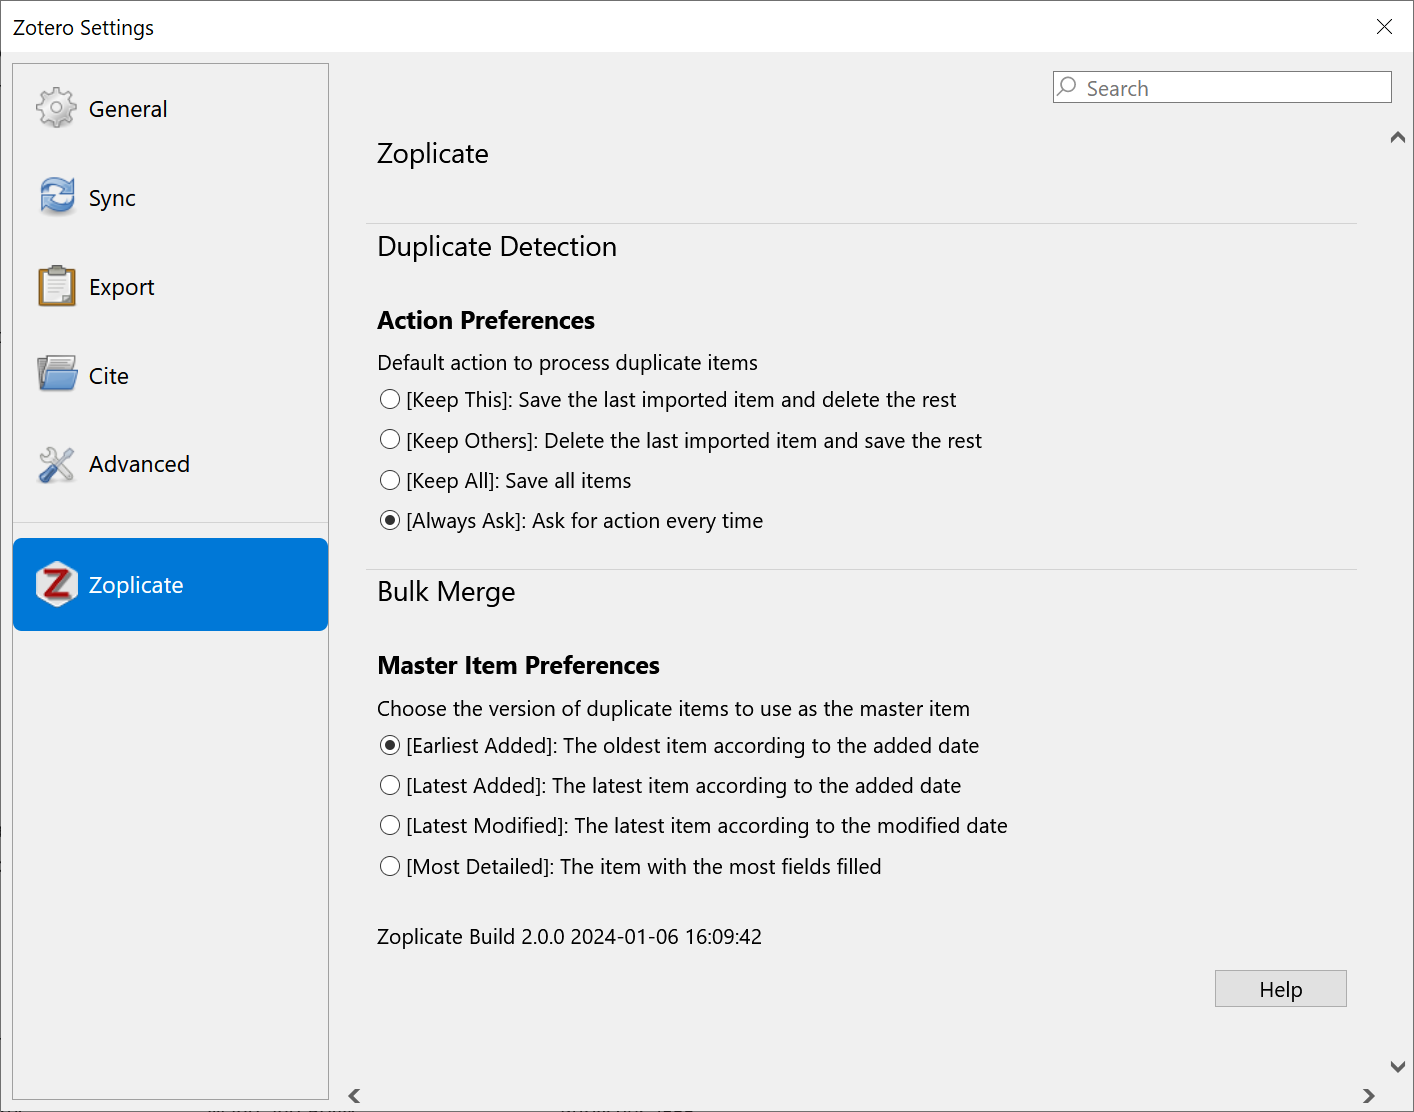 Zotero Settings
Search
General
Sync
Export
Cite
Advanced
Zoplicate
Zoplicate
Duplicate Detection
Action Preferences
Default action to process duplicate items
[Keep This]: Save the last imported item and delete the rest
[Keep Others]: Delete the last imported item and save the rest
[Keep All]: Save all items
[Always Ask]: Ask for action every time
Bulk Merge
Master Item Preferences
Choose the version of duplicate items to use as the master item
[Earliest Added]: The oldest item according to the added date
[Latest Added]: The latest item according to the added date
[Latest Modified]: The latest item according to the modified date
[Most Detailed]: The item with the most fields filled
Zoplicate Build 2.0.0 2024-01-06 16:09:42
Help